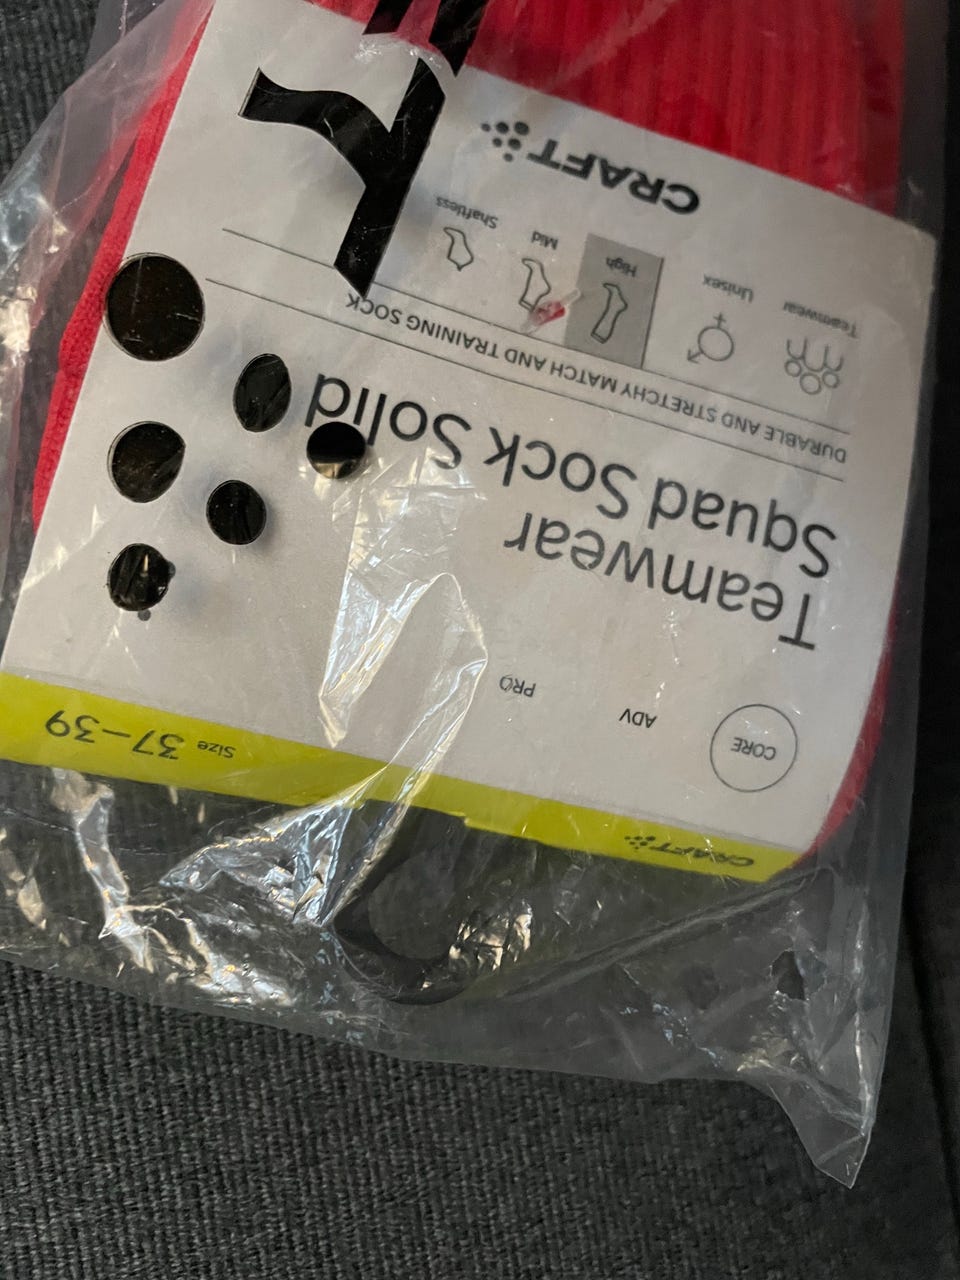 CRAFT
CORE
ADV
PRO
Size 37–39
Teamwear
Squad Sock Solid
DURABLE AND STRETCHY MATCH AND TRAINING SOCK
Teamwear
Unisex
High
Mid
Shaftless
CRAFT